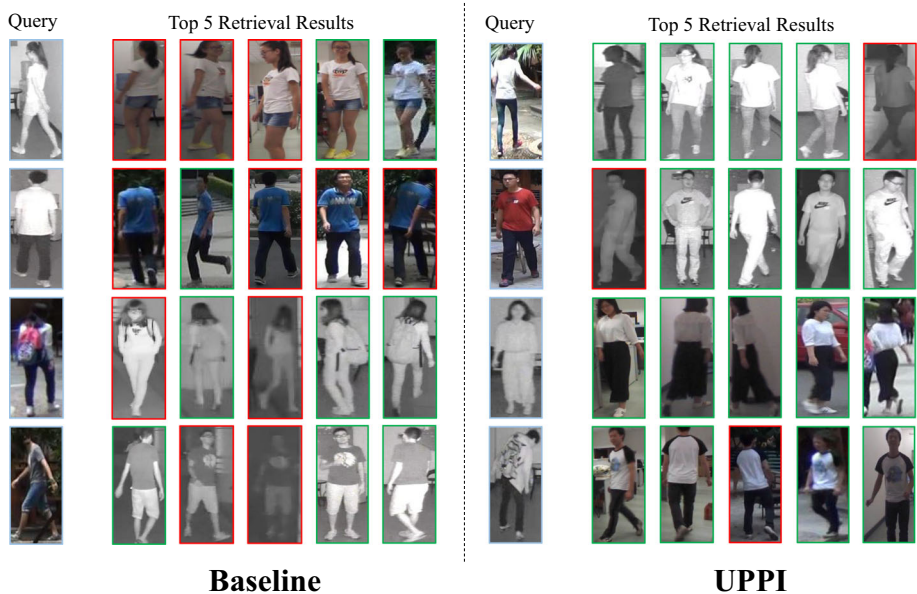 Query
Top 5 Retrieval Results
Query
Top 5 Retrieval Results
Baseline
UPPI